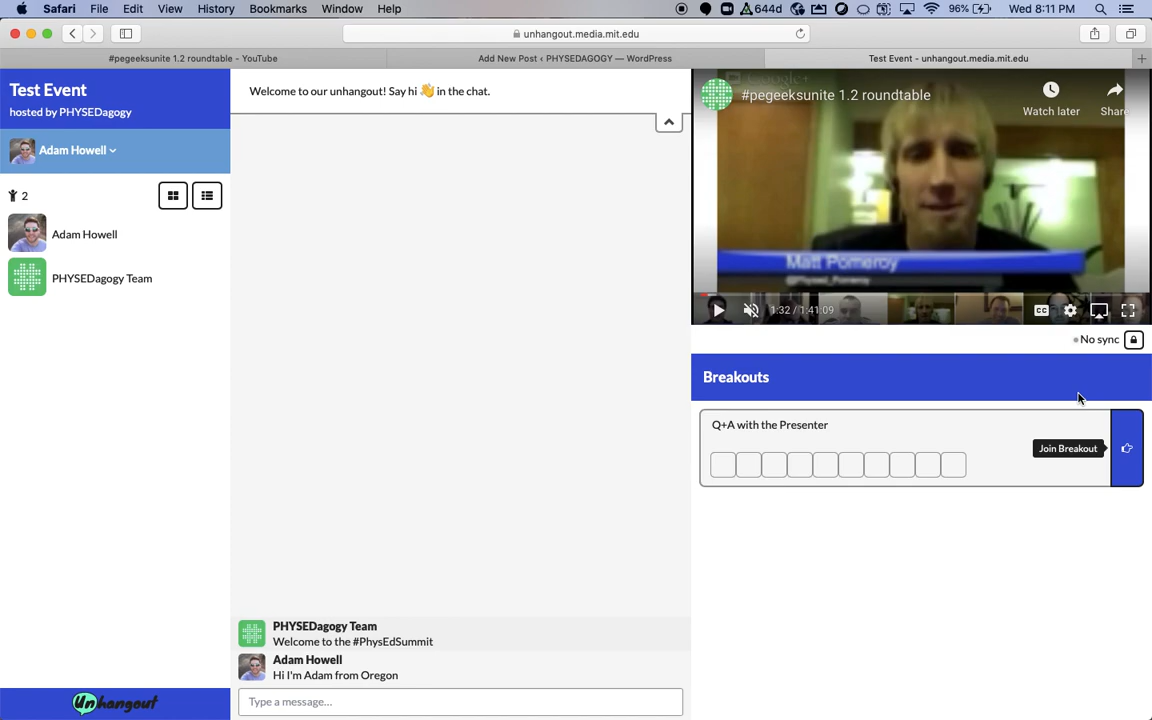 Safari File Edit View History Bookmarks Window Help 644d 96% Wed 8:11 PM
unhangout.media.mit.edu
#pegeeksunite 1.2 roundtable - YouTube
Add New Post ‹ PHYSEDAGOGY — WordPress
Test Event - unhangout.media.mit.edu
Test Event
hosted by PHYSEDagogy
Adam Howell
2
Adam Howell
PHYSEDagogy Team
Unhangout
Welcome to our unhangout! Say hi 👋 in the chat.
PHYSEDagogy Team
Welcome to the #PhysEdSummit
Adam Howell
Hi I'm Adam from Oregon
Type a message...
#pegeeksunite 1.2 roundtable
Watch later
Share
Matt Pomeroy
1:32 / 1:41:09
CC
No sync
Breakouts
Q+A with the Presenter
Join Breakout